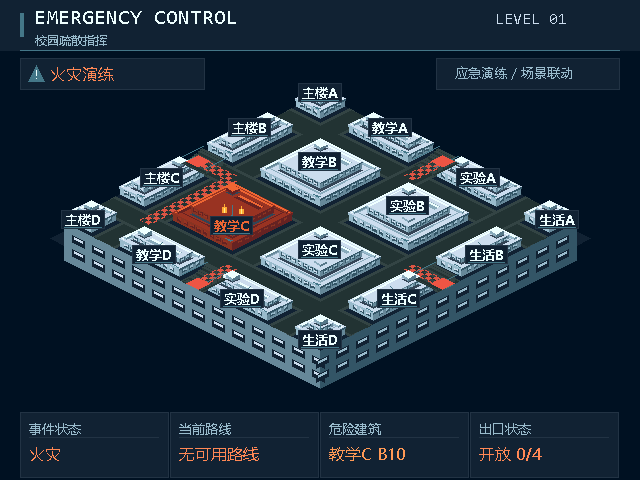 EMERGENCY CONTROL
LEVEL 01
校园疏散指挥
火灾演练
应急演练 / 场景联动
主楼A
主楼B
教学A
教学B
主楼C
实验A
实验B
主楼D
教学C
生活A
实验C
教学D
生活B
实验D
生活C
生活D
事件状态
火灾
当前路线
无可用路线
危险建筑
教学C B10
出口状态
开放 0/4